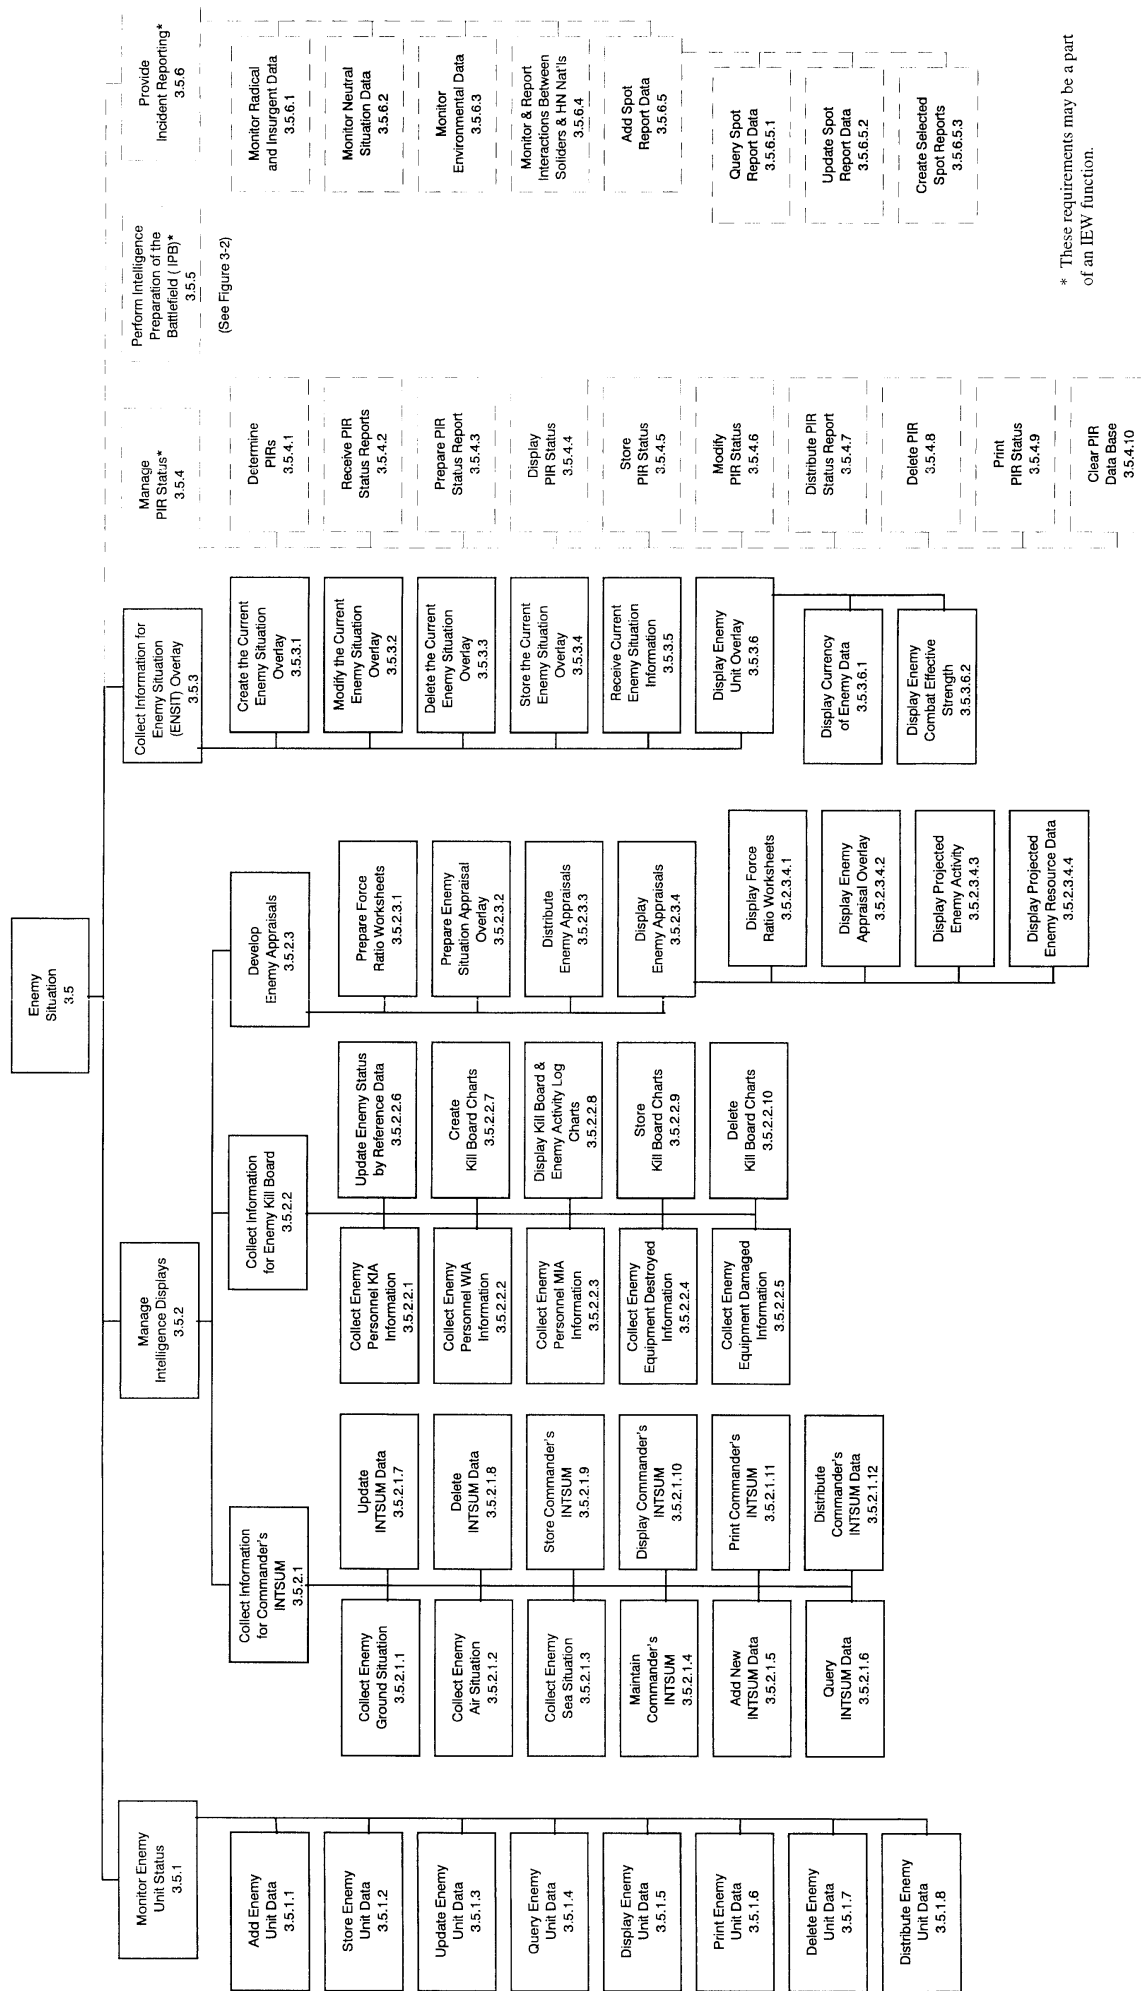 Enemy
Situation
3.5
Monitor Enemy
Unit Status
3.5.1
Add Enemy
Unit Data
3.5.1.1
Store Enemy
Unit Data
3.5.1.2
Update Enemy
Unit Data
3.5.1.3
Query Enemy
Unit Data
3.5.1.4
Display Enemy
Unit Data
3.5.1.5
Print Enemy
Unit Data
3.5.1.6
Delete Enemy
Unit Data
3.5.1.7
Distribute Enemy
Unit Data
3.5.1.8
Manage
Intelligence Displays
3.5.2
Collect Information
for Commander's
INTSUM
3.5.2.1
Collect Enemy
Ground Situation
3.5.2.1.1
Collect Enemy
Air Situation
3.5.2.1.2
Collect Enemy
Sea Situation
3.5.2.1.3
Maintain
Commander's
INTSUM
3.5.2.1.4
Add New
INTSUM Data
3.5.2.1.5
Query
INTSUM Data
3.5.2.1.6
Update
INTSUM Data
3.5.2.1.7
Delete
INTSUM Data
3.5.2.1.8
Store Commander's
INTSUM
3.5.2.1.9
Display Commander's
INTSUM
3.5.2.1.10
Print Commander's
INTSUM
3.5.2.1.11
Distribute
Commander's
INTSUM Data
3.5.2.1.12
Collect Information
for Enemy Kill Board
3.5.2.2
Collect Enemy
Personnel KIA
Information
3.5.2.2.1
Collect Enemy
Personnel WIA
Information
3.5.2.2.2
Collect Enemy
Personnel MIA
Information
3.5.2.2.3
Collect Enemy
Equipment Destroyed
Information
3.5.2.2.4
Collect Enemy
Equipment Damaged
Information
3.5.2.2.5
Update Enemy Status
by Reference Data
3.5.2.2.6
Create
Kill Board Charts
3.5.2.2.7
Display Kill Board &
Enemy Activity Log
Charts
3.5.2.2.8
Store
Kill Board Charts
3.5.2.2.9
Delete
Kill Board Charts
3.5.2.2.10
Develop
Enemy Appraisals
3.5.2.3
Prepare Force
Ratio Worksheets
3.5.2.3.1
Prepare Enemy
Situation Appraisal
Overlay
3.5.2.3.2
Distribute
Enemy Appraisals
3.5.2.3.3
Display
Enemy Appraisals
3.5.2.3.4
Display Force
Ratio Worksheets
3.5.2.3.4.1
Display Enemy
Appraisal Overlay
3.5.2.3.4.2
Display Projected
Enemy Activity
3.5.2.3.4.3
Display Projected
Enemy Resource Data
3.5.2.3.4.4
Collect Information for
Enemy Situation
(ENSIT) Overlay
3.5.3
Create the Current
Enemy Situation
Overlay
3.5.3.1
Modify the Current
Enemy Situation
Overlay
3.5.3.2
Delete the Current
Enemy Situation
Overlay
3.5.3.3
Store the Current
Enemy Situation
Overlay
3.5.3.4
Receive Current
Enemy Situation
Information
3.5.3.5
Display Enemy
Unit Overlay
3.5.3.6
Display Currency
of Enemy Data
3.5.3.6.1
Display Enemy
Combat Effective
Strength
3.5.3.6.2
Manage
PIR Status*
3.5.4
Determine
PIRs
3.5.4.1
Receive PIR
Status Reports
3.5.4.2
Prepare PIR
Status Report
3.5.4.3
Display
PIR Status
3.5.4.4
Store
PIR Status
3.5.4.5
Modify
PIR Status
3.5.4.6
Distribute PIR
Status Report
3.5.4.7
Delete PIR
3.5.4.8
Print
PIR Status
3.5.4.9
Clear PIR
Data Base
3.5.4.10
Perform Intelligence
Preparation of the
Battlefield ( IPB)*
3.5.5
(See Figure 3-2)
Provide
Incident Reporting*
3.5.6
Monitor Radical
and Insurgent Data
3.5.6.1
Monitor Neutral
Situation Data
3.5.6.2
Monitor
Environmental Data
3.5.6.3
Monitor & Report
Interactions Between
Soliders & HN Nat'ls
3.5.6.4
Add Spot
Report Data
3.5.6.5
Query Spot
Report Data
3.5.6.5.1
Update Spot
Report Data
3.5.6.5.2
Create Selected
Spot Reports
3.5.6.5.3
* These requirements may be a part
of an IEW function.